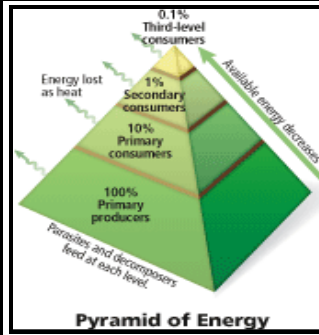 0.1%
Third-level
consumers
Energy lost
as heat
1%
Secondary
consumers
Available energy decreases
10%
Primary
consumers
100%
Primary
producers
Parasites and decomposers
feed at each level.
Pyramid of Energy